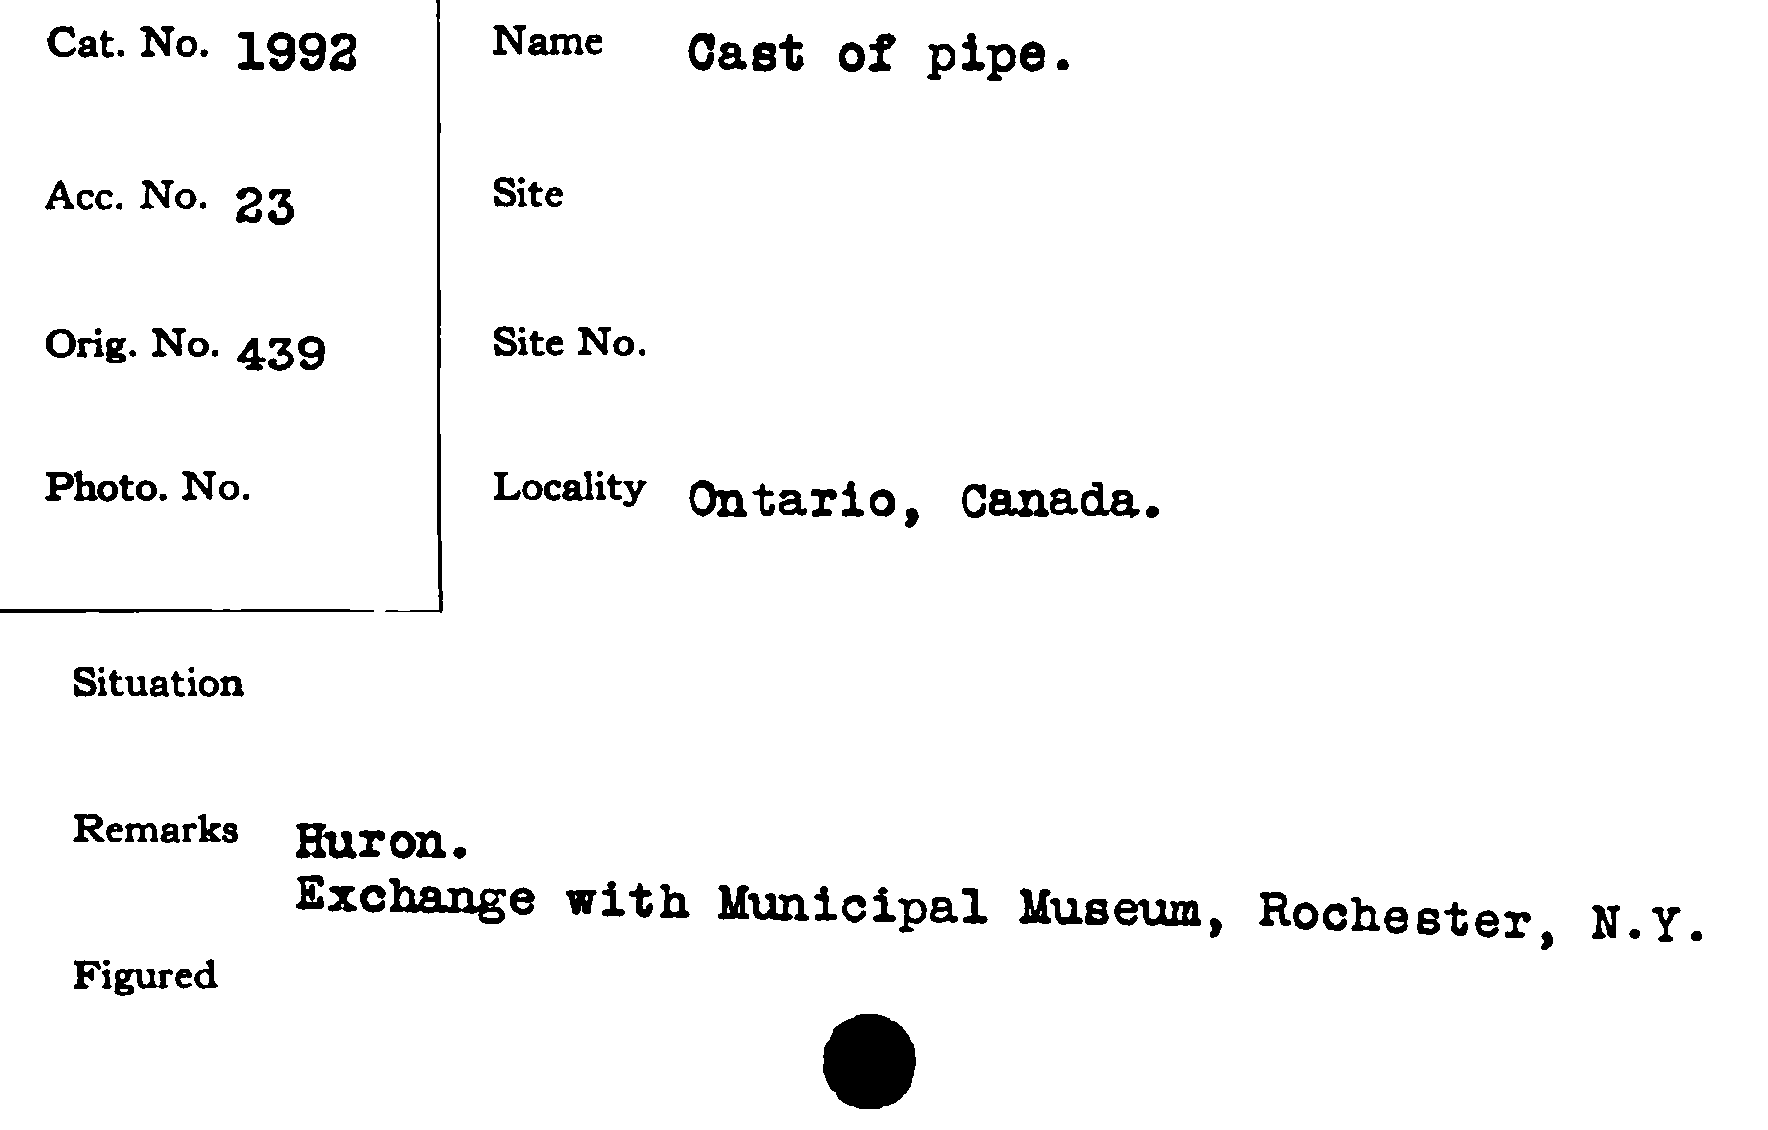 Cat. No. 1992
Name Cast of pipe.
Acc. No. 23
Site
Orig. No. 439
Site No.
Photo. No.
Locality Ontario, Canada.
Situation
Remarks Huron.
Exchange with Municipal Museum, Rochester, N.Y.
Figured